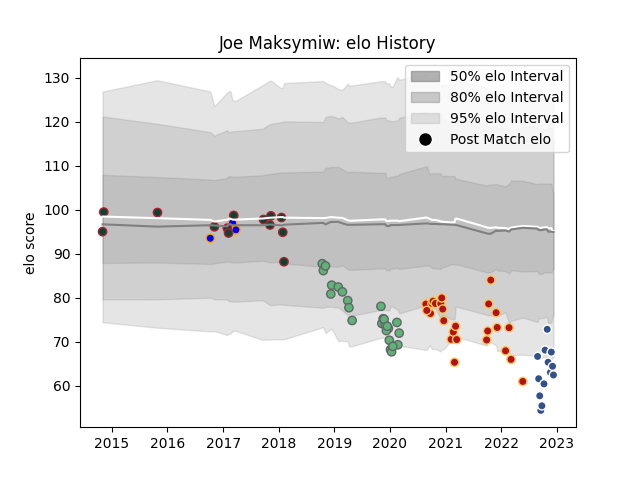 Joe Maksymiw: elo History
130
120
110
100
90
80
70
60
elo score
50% elo Interval
80% elo Interval
95% elo Interval
Post Match elo
2015 2016 2017 2018 2019 2020 2021 2022 2023